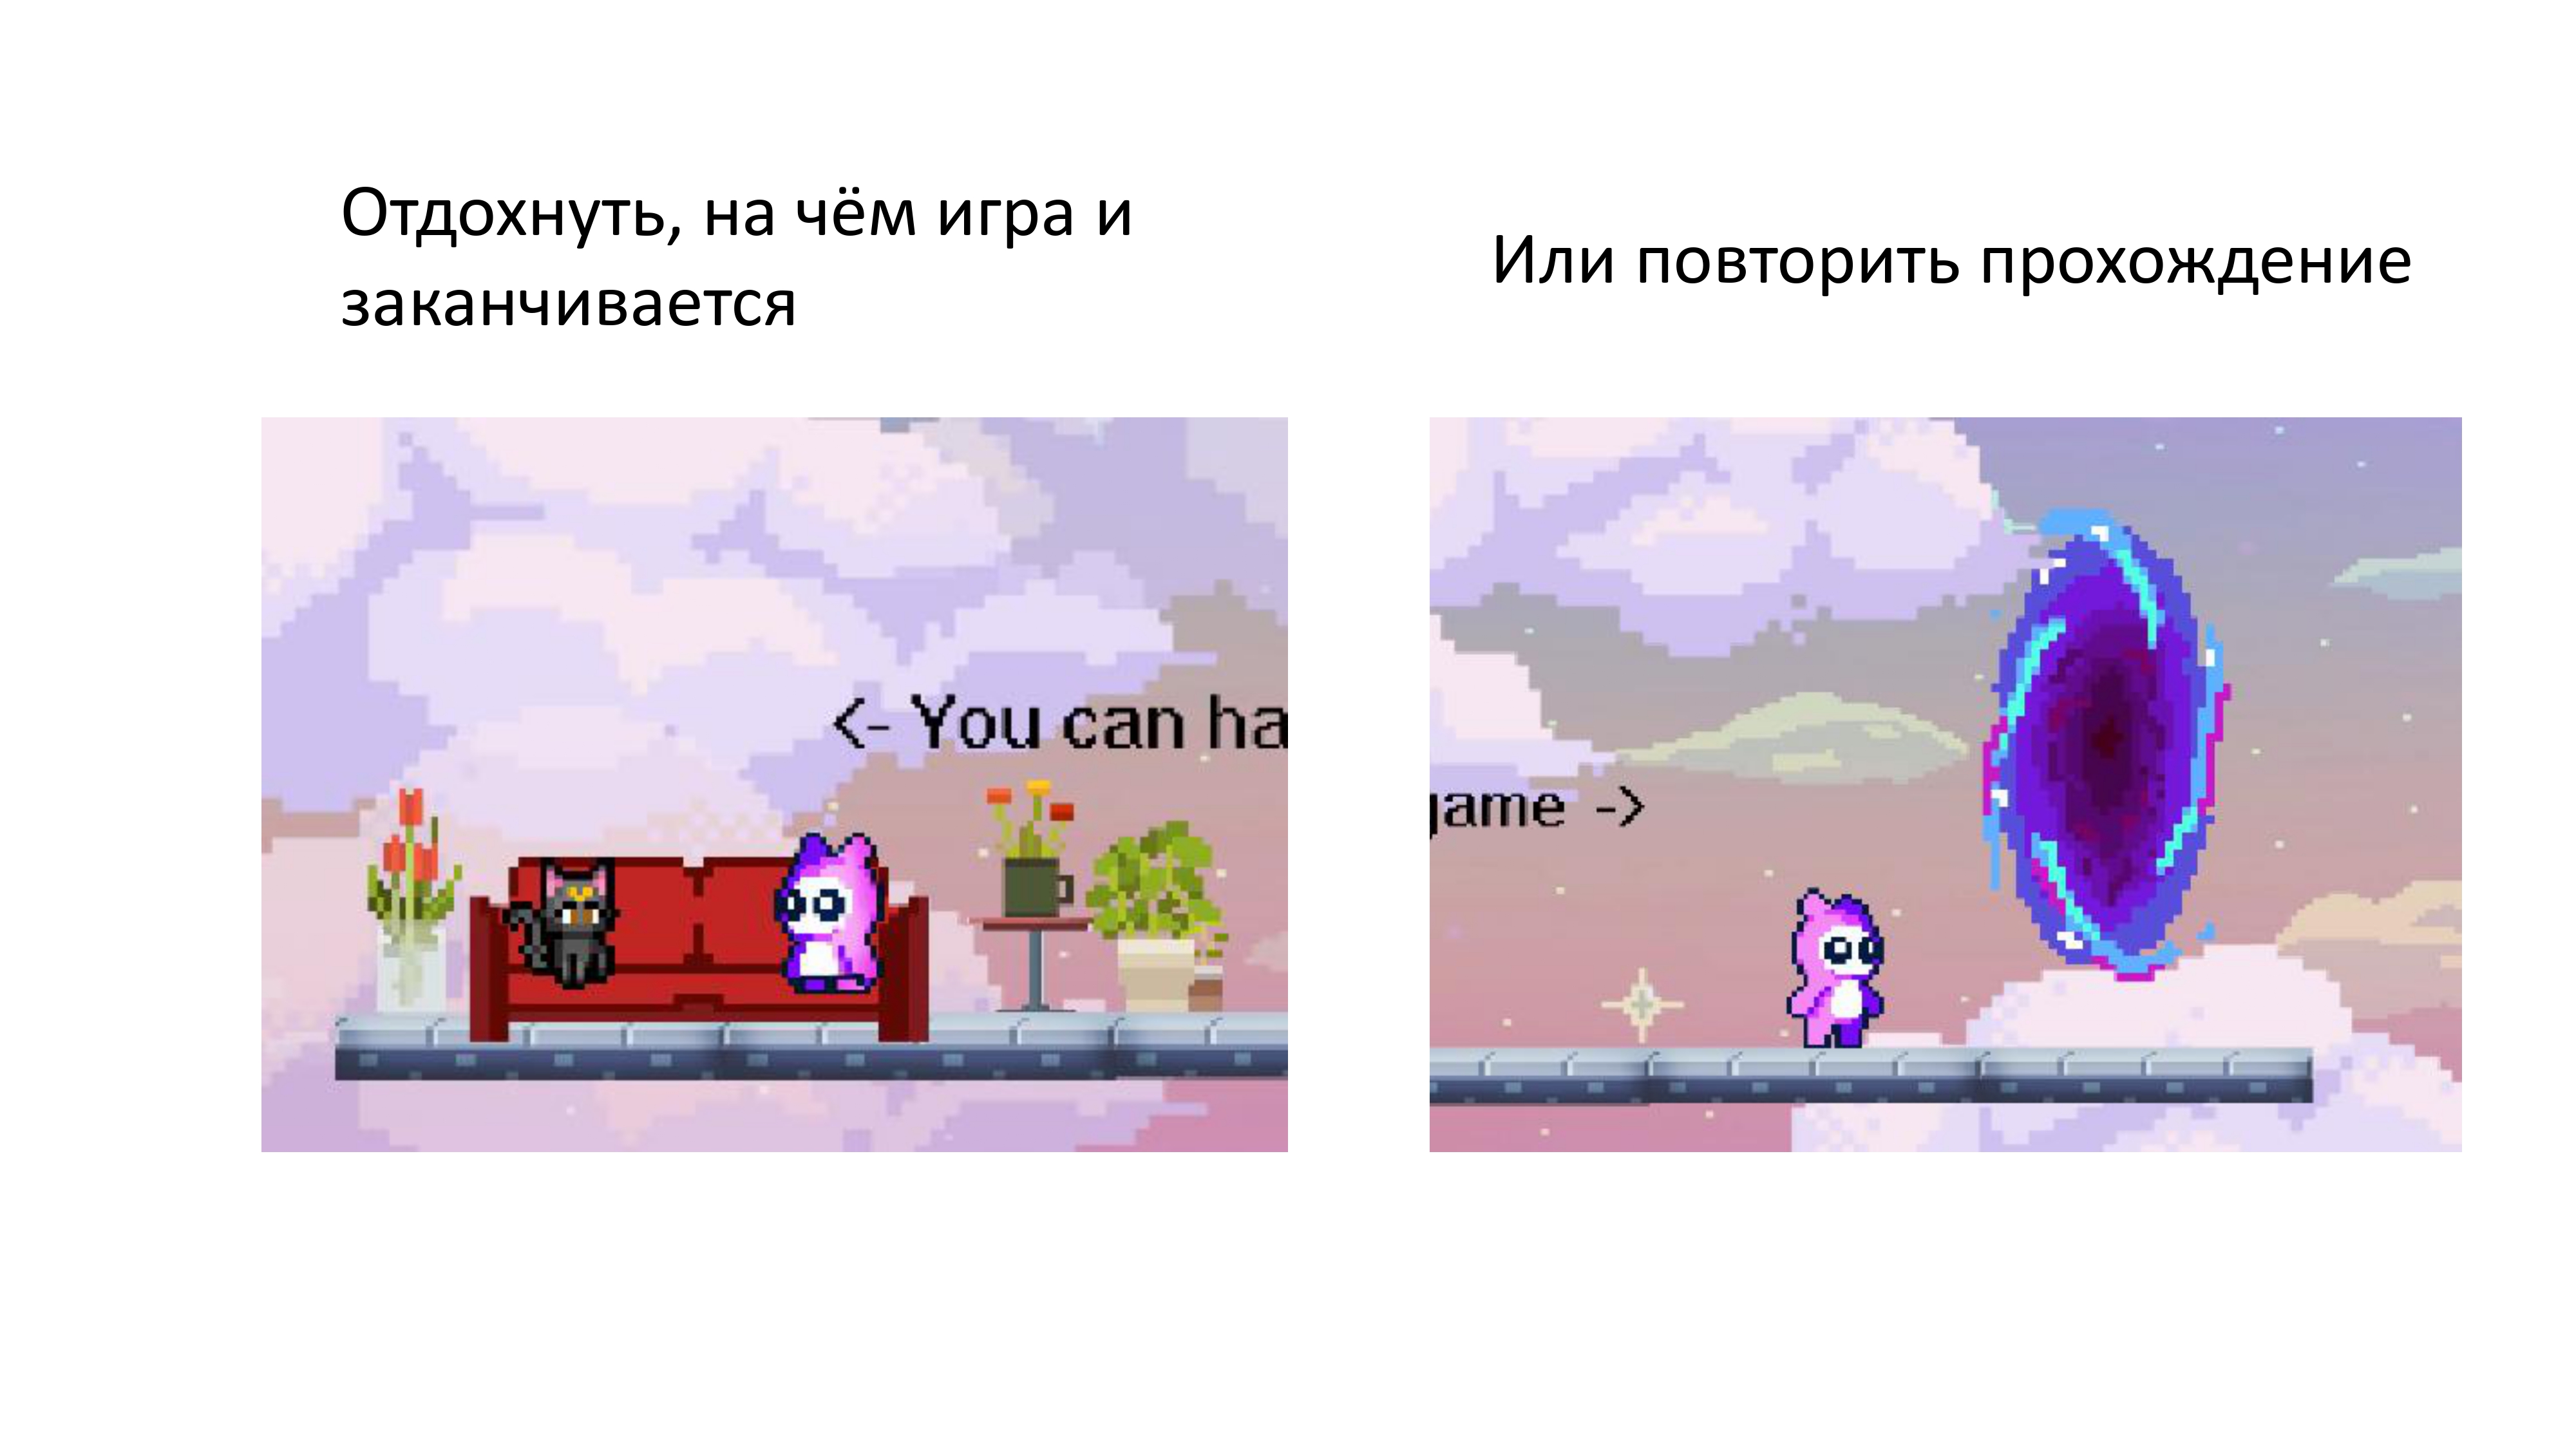 Отдохнуть, на чём игра и
заканчивается
Или повторить прохождение
<- You can ha
game ->